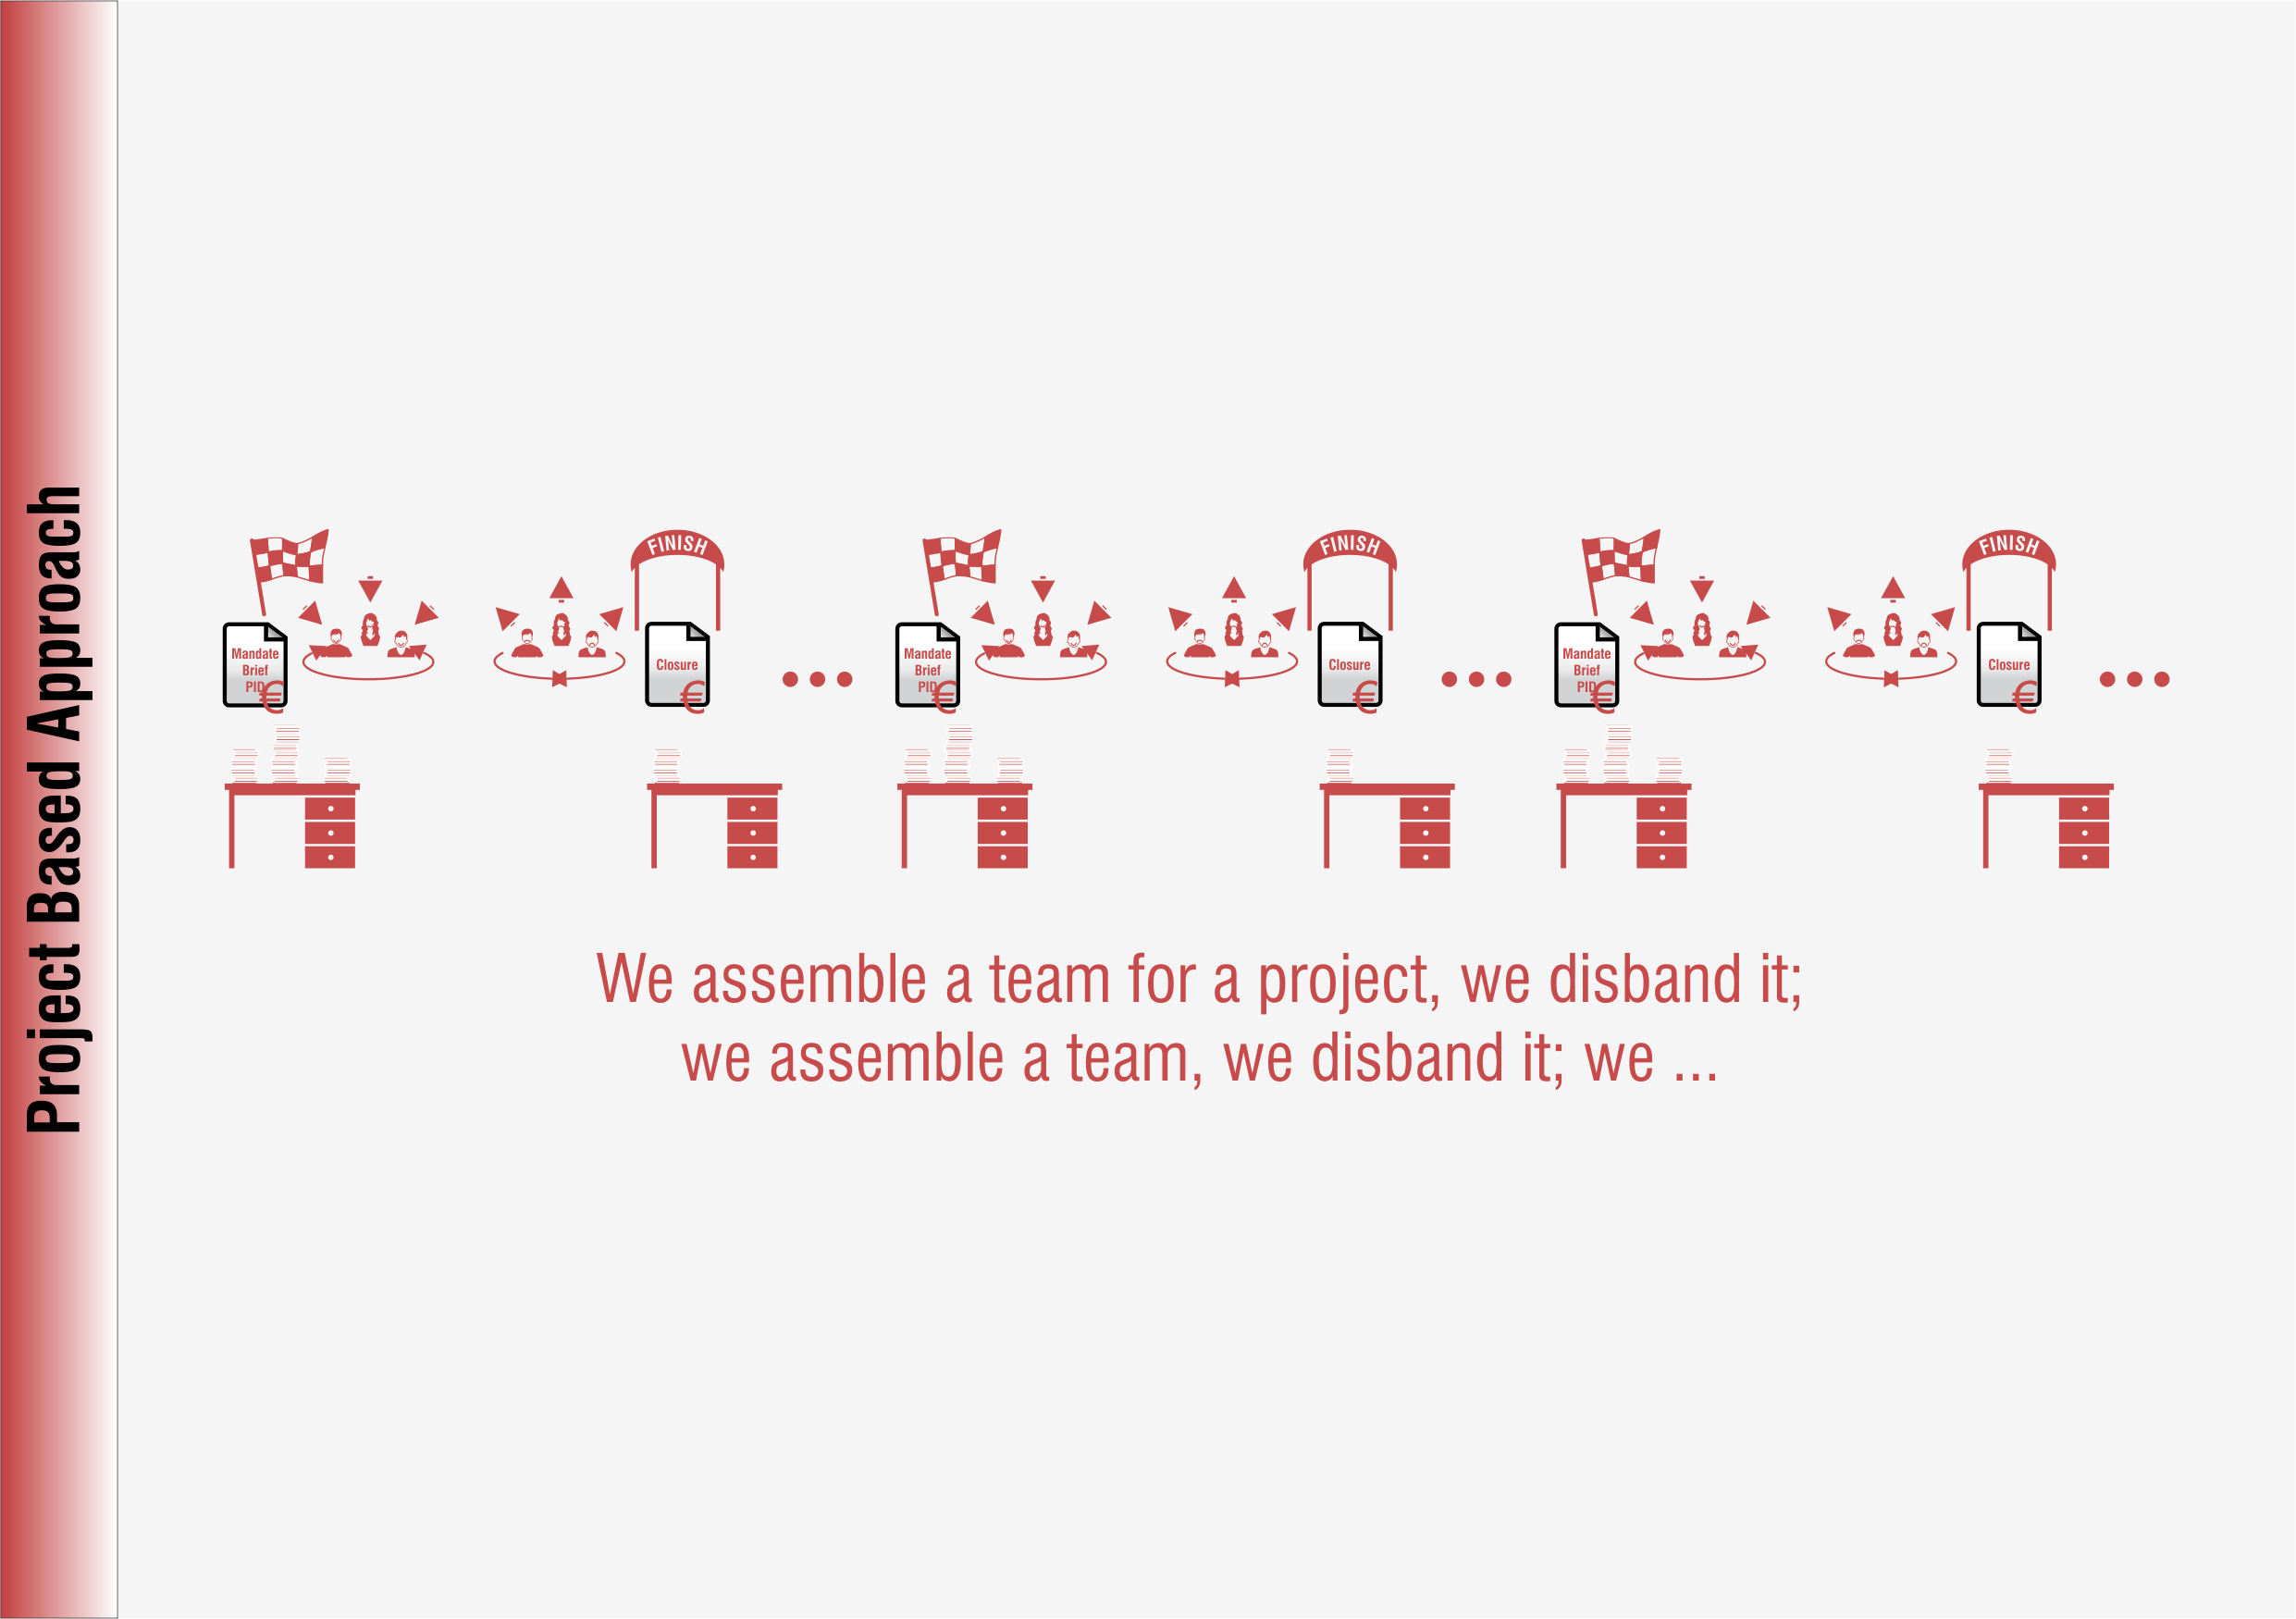 Project Based Approach
FINISH
Mandate
Brief
PID
€
Closure
€
FINISH
Mandate
Brief
PID
€
Closure
€
FINISH
Mandate
Brief
PID
€
Closure
€
We assemble a team for a project, we disband it;
we assemble a team, we disband it; we ...